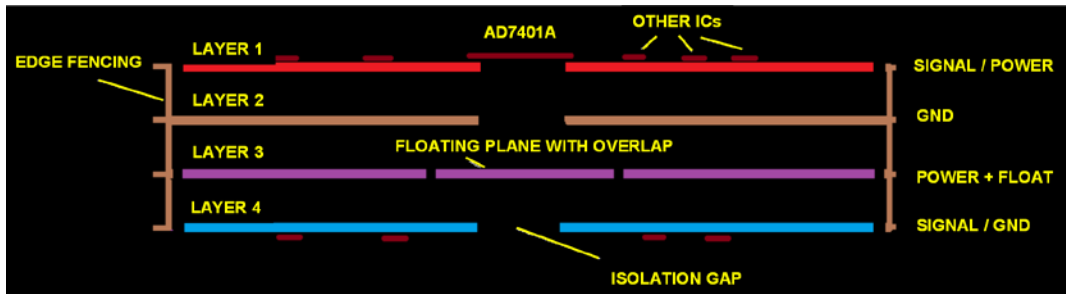 OTHER ICs
AD7401A
LAYER 1
EDGE FENCING
SIGNAL / POWER
LAYER 2
GND
FLOATING PLANE WITH OVERLAP
LAYER 3
POWER + FLOAT
LAYER 4
SIGNAL / GND
ISOLATION GAP